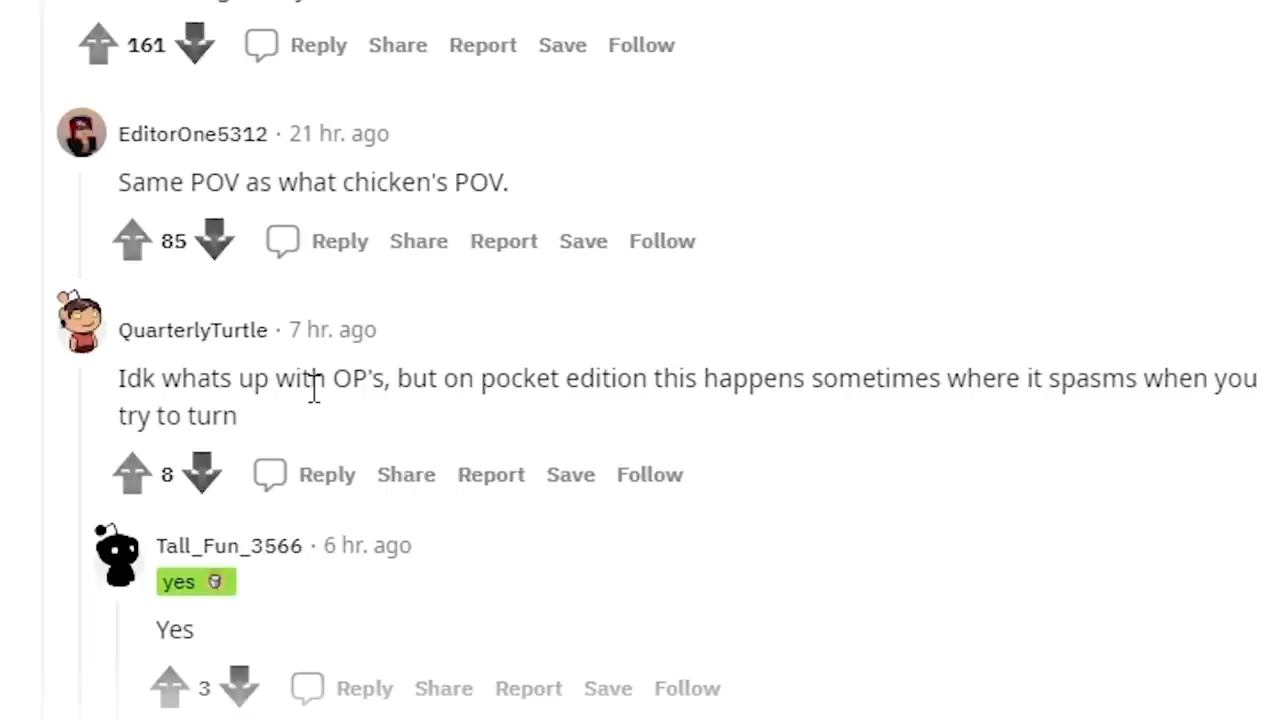 161 Reply Share Report Save Follow
EditorOne5312 · 21 hr. ago
Same POV as what chicken's POV.
85 Reply Share Report Save Follow
QuarterlyTurtle · 7 hr. ago
Idk whats up with OP's, but on pocket edition this happens sometimes where it spasms when you
try to turn
8 Reply Share Report Save Follow
Tall_Fun_3566 · 6 hr. ago
yes
Yes
3 Reply Share Report Save Follow